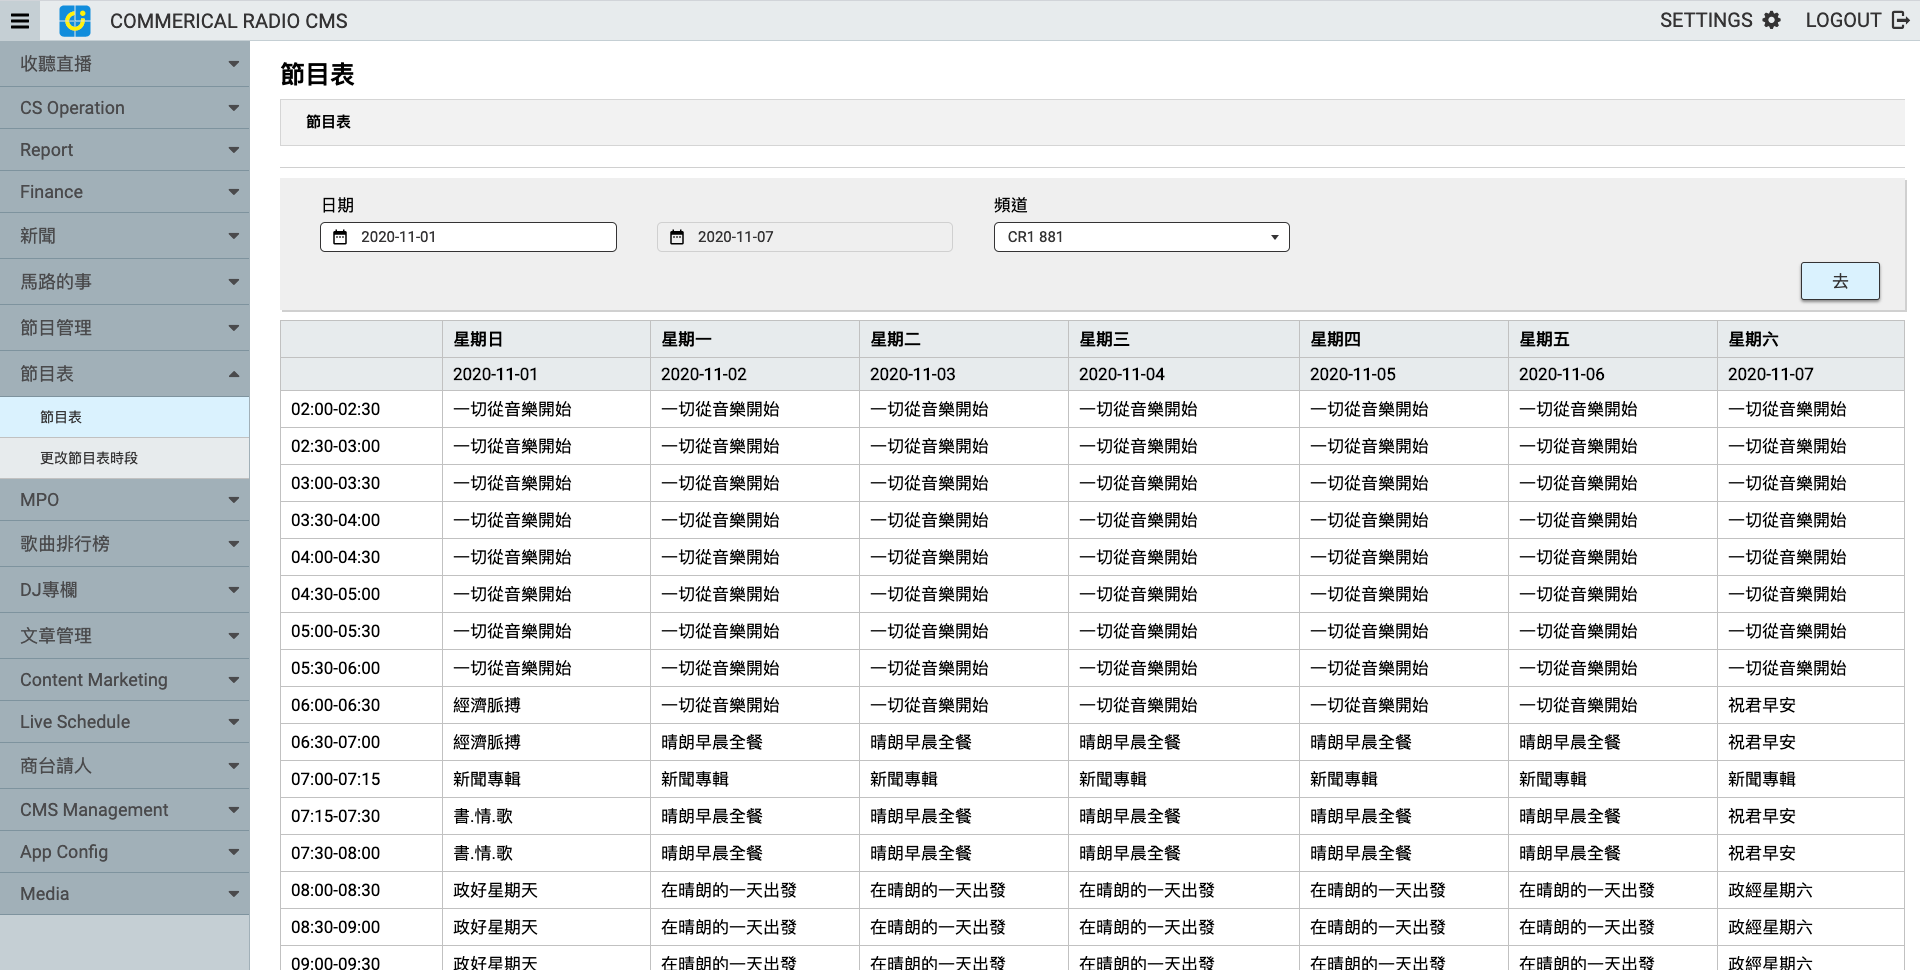 COMMERICAL RADIO CMS
SETTINGS
LOGOUT
收聽直播
CS Operation
Report
Finance
新聞
馬路的事
節目管理
節目表
節目表
更改節目表時段
MPO
歌曲排行榜
DJ專欄
文章管理
Content Marketing
Live Schedule
商台請人
CMS Management
App Config
Media
節目表
節目表
日期
頻道
2020-11-01
2020-11-07
CR1 881
去
星期日 星期一 星期二 星期三 星期四 星期五 星期六
2020-11-01 2020-11-02 2020-11-03 2020-11-04 2020-11-05 2020-11-06 2020-11-07
02:00-02:30 一切從音樂開始 一切從音樂開始 一切從音樂開始 一切從音樂開始 一切從音樂開始 一切從音樂開始 一切從音樂開始
02:30-03:00 一切從音樂開始 一切從音樂開始 一切從音樂開始 一切從音樂開始 一切從音樂開始 一切從音樂開始 一切從音樂開始
03:00-03:30 一切從音樂開始 一切從音樂開始 一切從音樂開始 一切從音樂開始 一切從音樂開始 一切從音樂開始 一切從音樂開始
03:30-04:00 一切從音樂開始 一切從音樂開始 一切從音樂開始 一切從音樂開始 一切從音樂開始 一切從音樂開始 一切從音樂開始
04:00-04:30 一切從音樂開始 一切從音樂開始 一切從音樂開始 一切從音樂開始 一切從音樂開始 一切從音樂開始 一切從音樂開始
04:30-05:00 一切從音樂開始 一切從音樂開始 一切從音樂開始 一切從音樂開始 一切從音樂開始 一切從音樂開始 一切從音樂開始
05:00-05:30 一切從音樂開始 一切從音樂開始 一切從音樂開始 一切從音樂開始 一切從音樂開始 一切從音樂開始 一切從音樂開始
05:30-06:00 一切從音樂開始 一切從音樂開始 一切從音樂開始 一切從音樂開始 一切從音樂開始 一切從音樂開始 一切從音樂開始
06:00-06:30 經濟脈搏 一切從音樂開始 一切從音樂開始 一切從音樂開始 一切從音樂開始 一切從音樂開始 祝君早安
06:30-07:00 經濟脈搏 晴朗早晨全餐 晴朗早晨全餐 晴朗早晨全餐 晴朗早晨全餐 晴朗早晨全餐 祝君早安
07:00-07:15 新聞專輯 新聞專輯 新聞專輯 新聞專輯 新聞專輯 新聞專輯 新聞專輯
07:15-07:30 書.情.歌 晴朗早晨全餐 晴朗早晨全餐 晴朗早晨全餐 晴朗早晨全餐 晴朗早晨全餐 祝君早安
07:30-08:00 書.情.歌 晴朗早晨全餐 晴朗早晨全餐 晴朗早晨全餐 晴朗早晨全餐 晴朗早晨全餐 祝君早安
08:00-08:30 政好星期天 在晴朗的一天出發 在晴朗的一天出發 在晴朗的一天出發 在晴朗的一天出發 在晴朗的一天出發 政經星期六
08:30-09:00 政好星期天 在晴朗的一天出發 在晴朗的一天出發 在晴朗的一天出發 在晴朗的一天出發 在晴朗的一天出發 政經星期六
09:00-09:30 政好星期天 在晴朗的一天出發 在晴朗的一天出發 在晴朗的一天出發 在晴朗的一天出發 在晴朗的一天出發 政經星期六